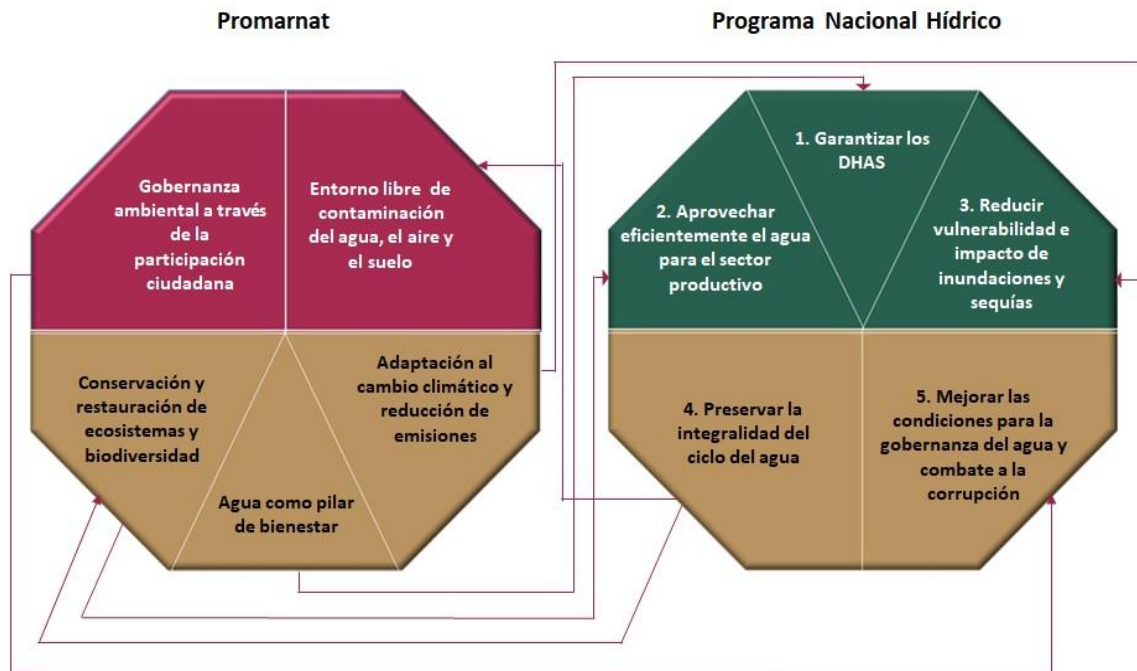 Promarnat
Programa Nacional Hídrico
Gobernanza
ambiental a través
de la
participación
ciudadana
Entorno libre de
contaminación
del agua, el aire y
el suelo
Conservación y
restauración de
ecosistemas y
biodiversidad
Agua como pilar
de bienestar
Adaptación al
cambio climático y
reducción de
emisiones
1. Garantizar los
DHAS
2. Aprovechar
eficientemente el agua
para el sector
productivo
3. Reducir
vulnerabilidad e
impacto de
inundaciones y
sequías
4. Preservar la
integralidad del
ciclo del agua
5. Mejorar las
condiciones para la
gobernanza del agua y
combate a la
corrupción